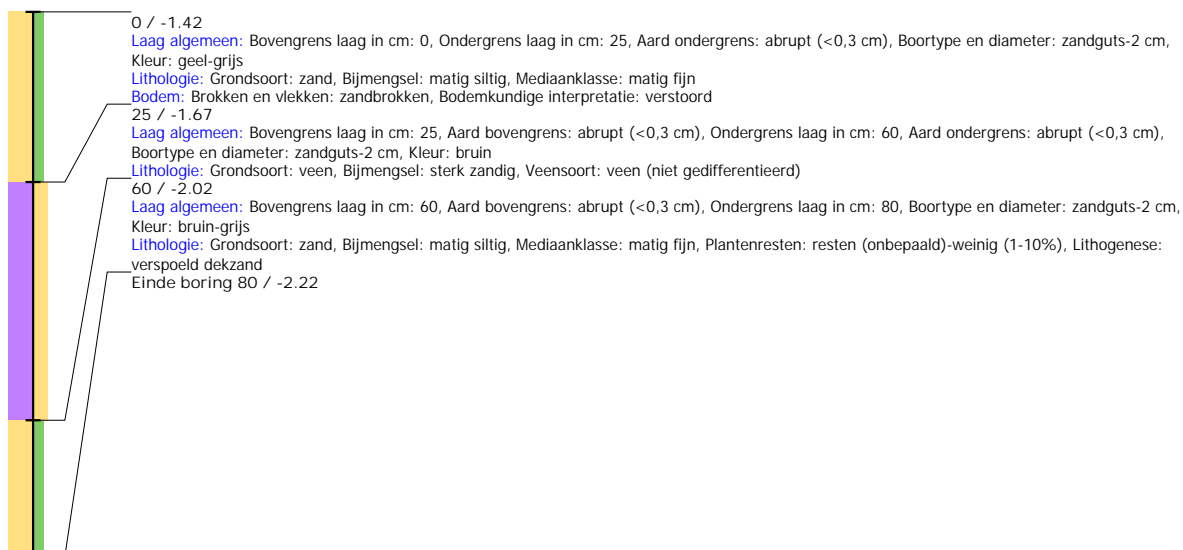 0 / -1.42
Laag algemeen: Bovengrens laag in cm: 0, Ondergrens laag in cm: 25, Aard ondergrens: abrupt (<0,3 cm), Boortype en diameter: zandguts-2 cm,
Kleur: geel-grijs
Lithologie: Grondsoort: zand, Bijmengsel: matig siltig, Mediaanklasse: matig fijn
Bodem: Brokken en vlekken: zandbrokken, Bodemkundige interpretatie: verstoord
25 / -1.67
Laag algemeen: Bovengrens laag in cm: 25, Aard bovengrens: abrupt (<0,3 cm), Ondergrens laag in cm: 60, Aard ondergrens: abrupt (<0,3 cm),
Boortype en diameter: zandguts-2 cm, Kleur: bruin
Lithologie: Grondsoort: veen, Bijmengsel: sterk zandig, Veensoort: veen (niet gedifferentieerd)
60 / -2.02
Laag algemeen: Bovengrens laag in cm: 60, Aard bovengrens: abrupt (<0,3 cm), Ondergrens laag in cm: 80, Boortype en diameter: zandguts-2 cm,
Kleur: bruin-grijs
Lithologie: Grondsoort: zand, Bijmengsel: matig siltig, Mediaanklasse: matig fijn, Plantenresten: resten (onbepaald)-weinig (1-10%), Lithogenese:
verspoeld dekzand
Einde boring 80 / -2.22